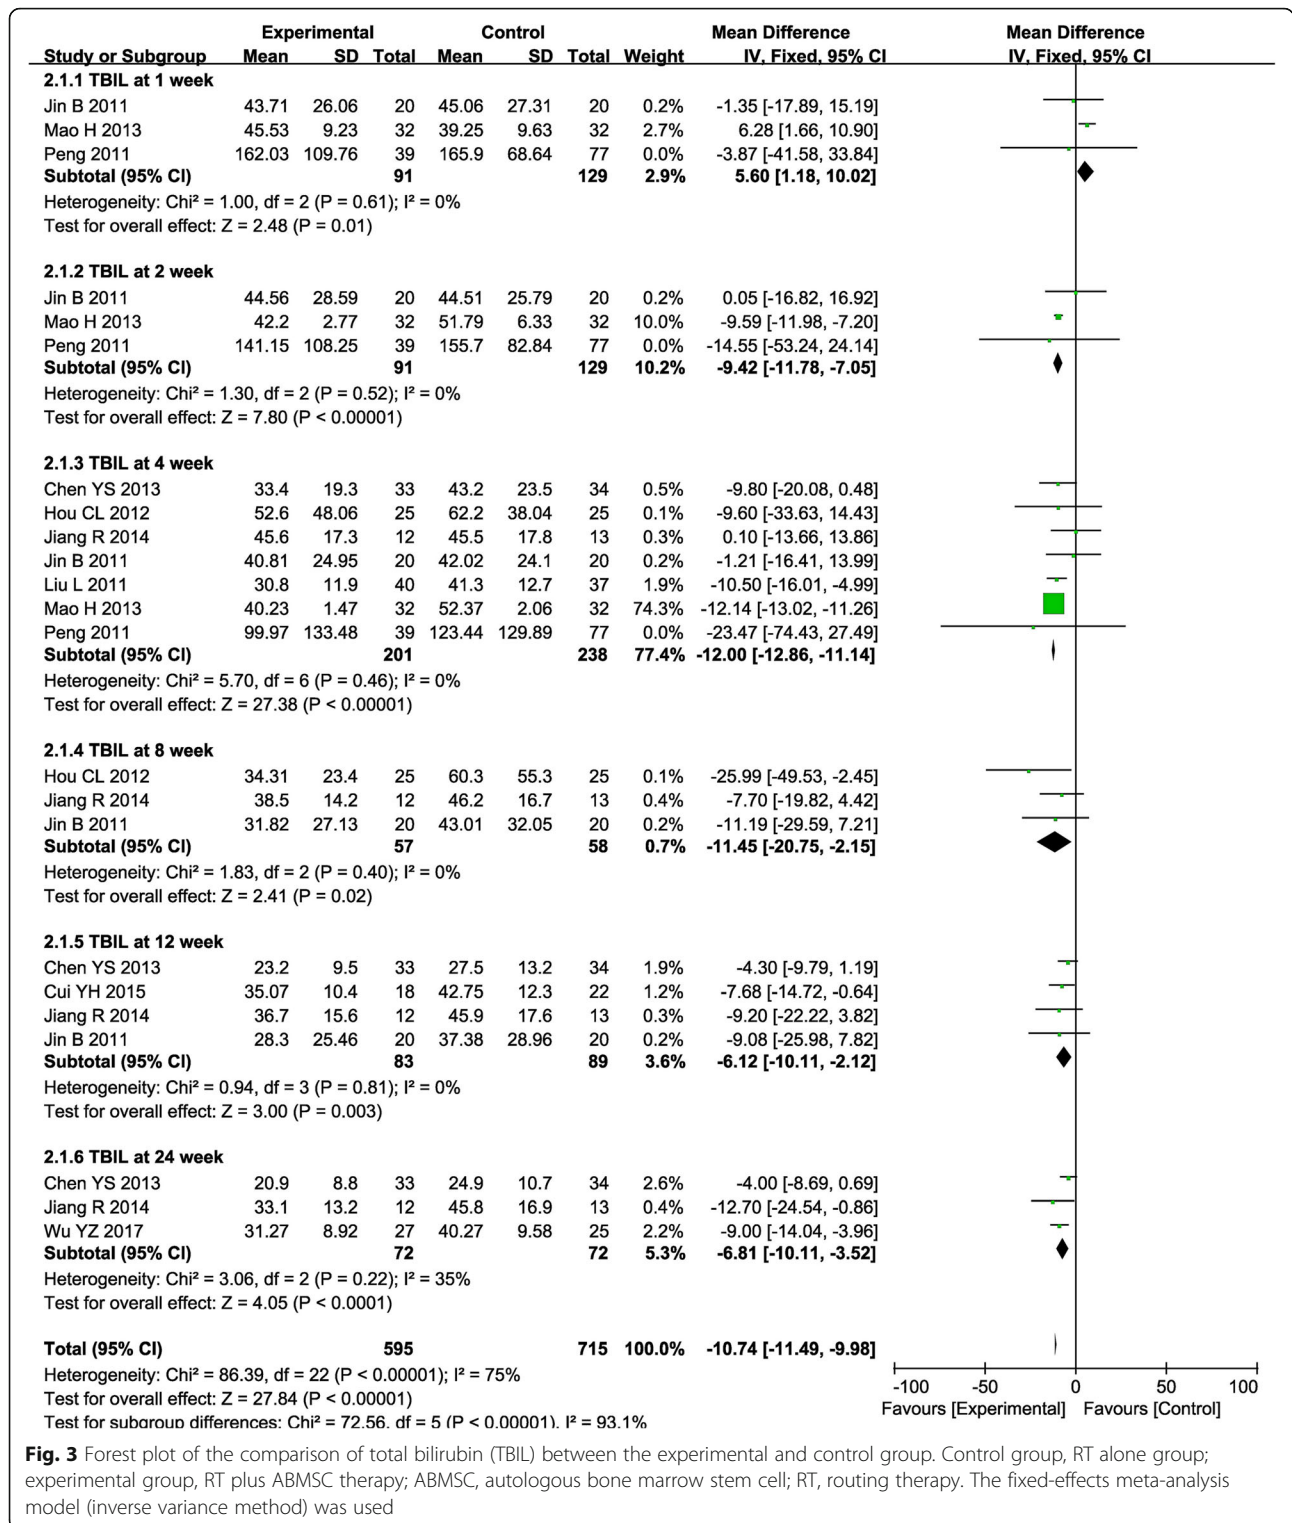 Experimental Control Mean Difference Mean Difference
Study or Subgroup Mean SD Total Mean SD Total Weight IV, Fixed, 95% CI IV, Fixed, 95% CI
2.1.1 TBIL at 1 week
Jin B 2011 43.71 26.06 20 45.06 27.31 20 0.2% -1.35 [-17.89, 15.19]
Mao H 2013 45.53 9.23 32 39.25 9.63 32 2.7% 6.28 [1.66, 10.90]
Peng 2011 162.03 109.76 39 165.9 68.64 77 0.0% -3.87 [-41.58, 33.84]
Subtotal (95% CI) 91 129 2.9% 5.60 [1.18, 10.02]
Heterogeneity: Chi² = 1.00, df = 2 (P = 0.61); I² = 0%
Test for overall effect: Z = 2.48 (P = 0.01)
2.1.2 TBIL at 2 week
Jin B 2011 44.56 28.59 20 44.51 25.79 20 0.2% 0.05 [-16.82, 16.92]
Mao H 2013 42.2 2.77 32 51.79 6.33 32 10.0% -9.59 [-11.98, -7.20]
Peng 2011 141.15 108.25 39 155.7 82.84 77 0.0% -14.55 [-53.24, 24.14]
Subtotal (95% CI) 91 129 10.2% -9.42 [-11.78, -7.05]
Heterogeneity: Chi² = 1.30, df = 2 (P = 0.52); I² = 0%
Test for overall effect: Z = 7.80 (P < 0.00001)
2.1.3 TBIL at 4 week
Chen YS 2013 33.4 19.3 33 43.2 23.5 34 0.5% -9.80 [-20.08, 0.48]
Hou CL 2012 52.6 48.06 25 62.2 38.04 25 0.1% -9.60 [-33.63, 14.43]
Jiang R 2014 45.6 17.3 12 45.5 17.8 13 0.3% 0.10 [-13.66, 13.86]
Jin B 2011 40.81 24.95 20 42.02 24.1 20 0.2% -1.21 [-16.41, 13.99]
Liu L 2011 30.8 11.9 40 41.3 12.7 37 1.9% -10.50 [-16.01, -4.99]
Mao H 2013 40.23 1.47 32 52.37 2.06 32 74.3% -12.14 [-13.02, -11.26]
Peng 2011 99.97 133.48 39 123.44 129.89 77 0.0% -23.47 [-74.43, 27.49]
Subtotal (95% CI) 201 238 77.4% -12.00 [-12.86, -11.14]
Heterogeneity: Chi² = 5.70, df = 6 (P = 0.46); I² = 0%
Test for overall effect: Z = 27.38 (P < 0.00001)
2.1.4 TBIL at 8 week
Hou CL 2012 34.31 23.4 25 60.3 55.3 25 0.1% -25.99 [-49.53, -2.45]
Jiang R 2014 38.5 14.2 12 46.2 16.7 13 0.4% -7.70 [-19.82, 4.42]
Jin B 2011 31.82 27.13 20 43.01 32.05 20 0.2% -11.19 [-29.59, 7.21]
Subtotal (95% CI) 57 58 0.7% -11.45 [-20.75, -2.15]
Heterogeneity: Chi² = 1.83, df = 2 (P = 0.40); I² = 0%
Test for overall effect: Z = 2.41 (P = 0.02)
2.1.5 TBIL at 12 week
Chen YS 2013 23.2 9.5 33 27.5 13.2 34 1.9% -4.30 [-9.79, 1.19]
Cui YH 2015 35.07 10.4 18 42.75 12.3 22 1.2% -7.68 [-14.72, -0.64]
Jiang R 2014 36.7 15.6 12 45.9 17.6 13 0.3% -9.20 [-22.22, 3.82]
Jin B 2011 28.3 25.46 20 37.38 28.96 20 0.2% -9.08 [-25.98, 7.82]
Subtotal (95% CI) 83 89 3.6% -6.12 [-10.11, -2.12]
Heterogeneity: Chi² = 0.94, df = 3 (P = 0.81); I² = 0%
Test for overall effect: Z = 3.00 (P = 0.003)
2.1.6 TBIL at 24 week
Chen YS 2013 20.9 8.8 33 24.9 10.7 34 2.6% -4.00 [-8.69, 0.69]
Jiang R 2014 33.1 13.2 12 45.8 16.9 13 0.4% -12.70 [-24.54, -0.86]
Wu YZ 2017 31.27 8.92 27 40.27 9.58 25 2.2% -9.00 [-14.04, -3.96]
Subtotal (95% CI) 72 72 5.3% -6.81 [-10.11, -3.52]
Heterogeneity: Chi² = 3.06, df = 2 (P = 0.22); I² = 35%
Test for overall effect: Z = 4.05 (P < 0.0001)
Total (95% CI) 595 715 100.0% -10.74 [-11.49, -9.98]
Heterogeneity: Chi² = 86.39, df = 22 (P < 0.00001); I² = 75%
Test for overall effect: Z = 27.84 (P < 0.00001)
Test for subgroup differences: Chi² = 72.56, df = 5 (P < 0.00001), I² = 93.1%
-100 -50 0 50 100
Favours [Experimental] Favours [Control]
Fig. 3 Forest plot of the comparison of total bilirubin (TBIL) between the experimental and control group. Control group, RT alone group;
experimental group, RT plus ABMSC therapy; ABMSC, autologous bone marrow stem cell; RT, routing therapy. The fixed-effects meta-analysis
model (inverse variance method) was used